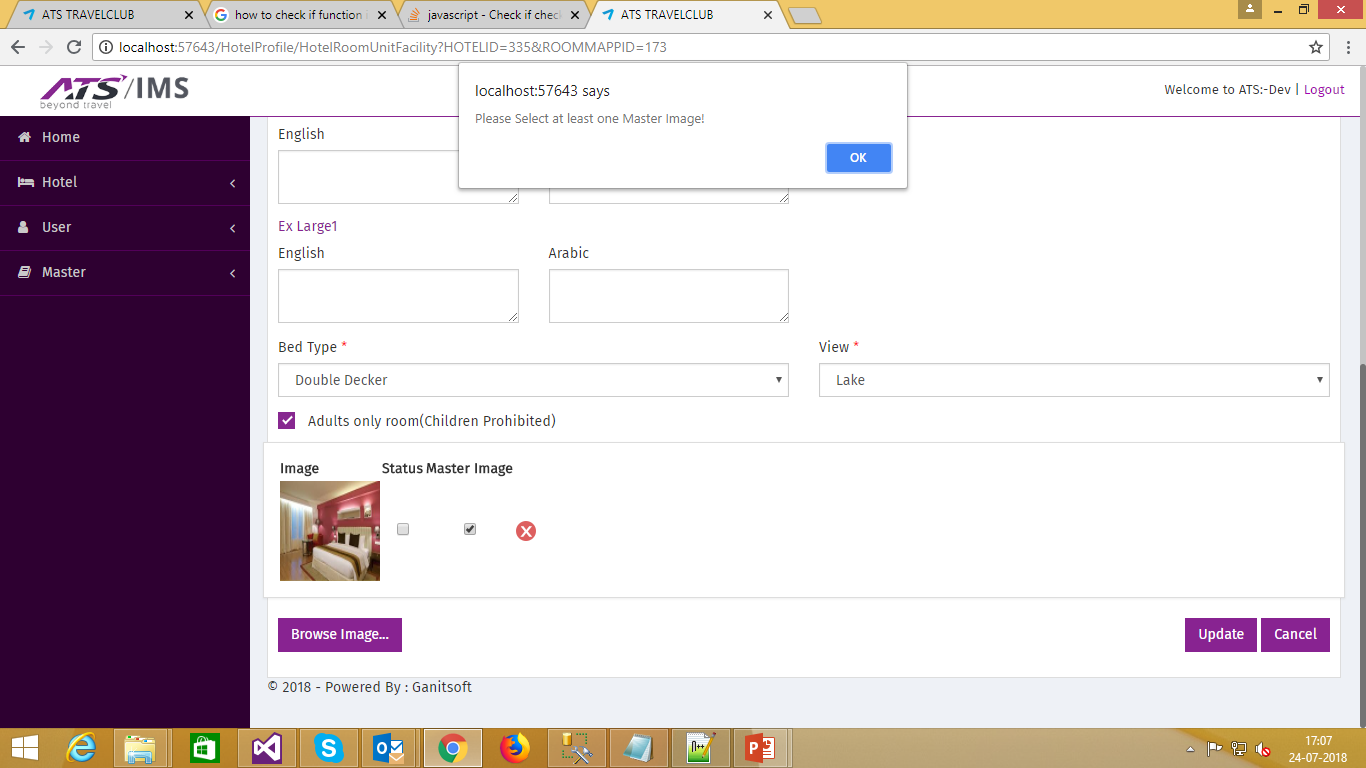 ATS TRAVELCLUB
how to check if function i
javascript - Check if chec
ATS TRAVELCLUB
localhost:57643/HotelProfile/HotelRoomUnitFacility?HOTELID=335&ROOMMAPPID=173
ATS/IMS
beyond travel
Welcome to ATS:-Dev | Logout
localhost:57643 says
Please Select at least one Master Image!
OK
Home
Hotel
User
Master
English
Ex Large1
English Arabic
Bed Type * View *
Double Decker Lake
Adults only room(Children Prohibited)
Image Status Master Image
Browse Image... Update Cancel
© 2018 - Powered By : Ganitsoft
17:07
24-07-2018